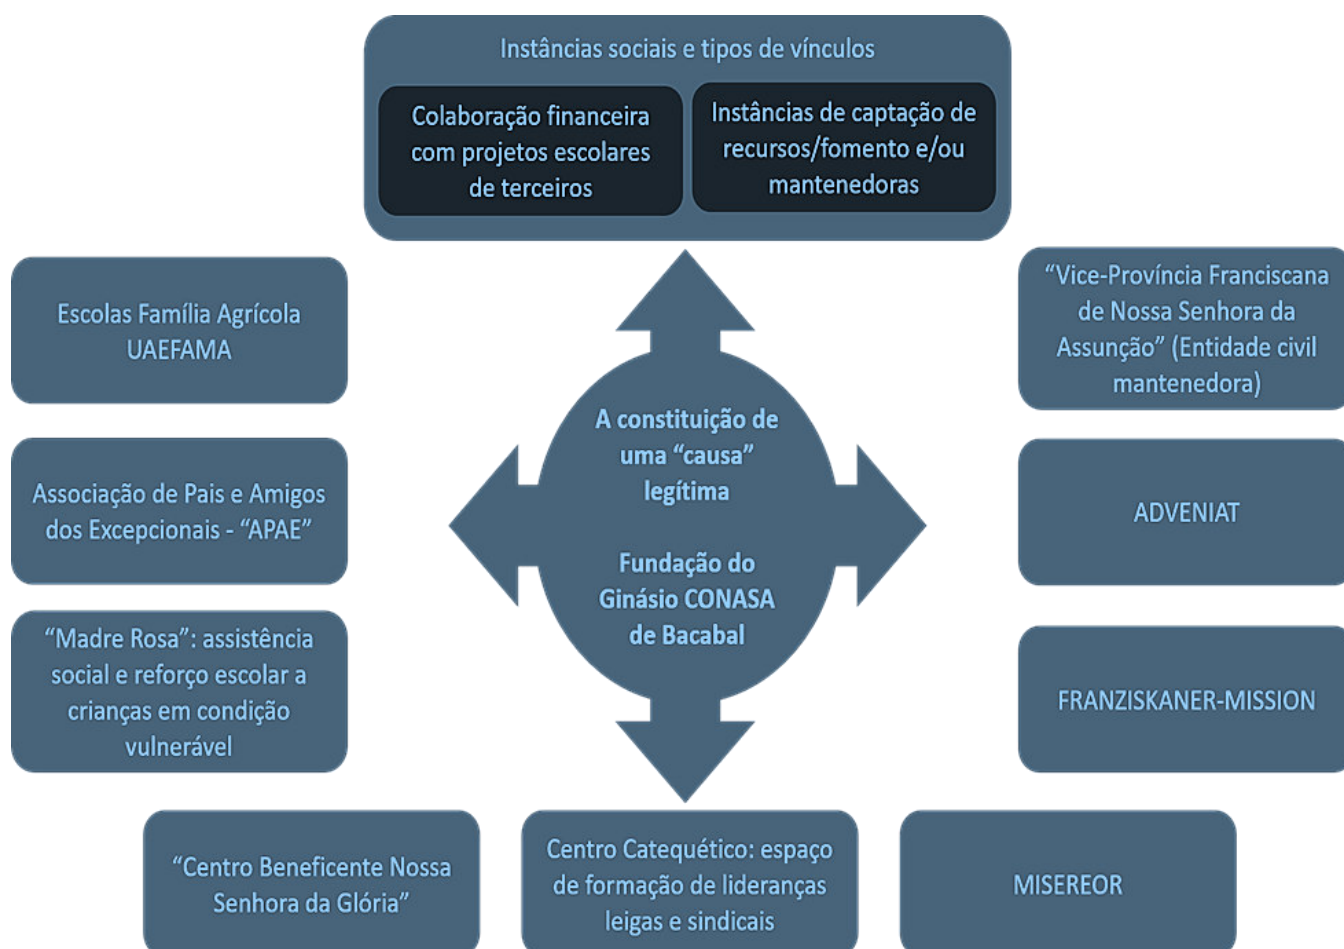 Instâncias sociais e tipos de vínculos
Colaboração financeira
com projetos escolares
de terceiros
Instâncias de captação de
recursos/fomento e/ou
mantenedoras
Escolas Família Agrícola
UAEFAMA
“Vice-Província Franciscana
de Nossa Senhora da
Assunção” (Entidade civil
mantenedora)
A constituição de
uma “causa”
legítima
Fundação do
Ginásio CONASA
de Bacabal
Associação de Pais e Amigos
dos Excepcionais - “APAE”
ADVENIAT
“Madre Rosa”: assistência
social e reforço escolar a
crianças em condição
vulnerável
FRANZISKANER-MISSION
“Centro Beneficente Nossa
Senhora da Glória”
Centro Catequético: espaço
de formação de lideranças
leigas e sindicais
MISEREOR